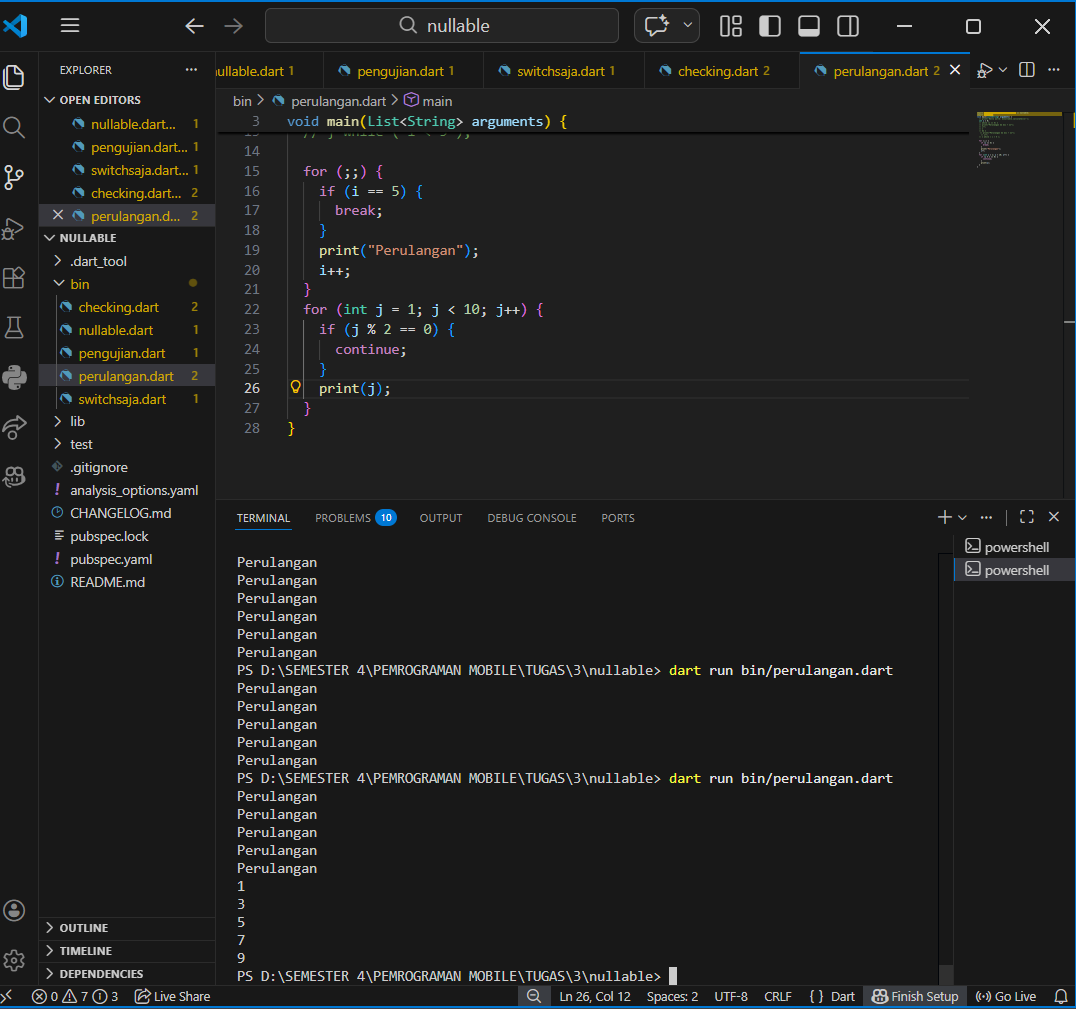 nullable
EXPLORER
OPEN EDITORS
nullable.dart... 1
pengujian.dart... 1
switchsaja.dart... 1
checking.dart... 2
perulangan.d... 2
NULLABLE
.dart_tool
bin
checking.dart 2
nullable.dart 1
pengujian.dart 1
perulangan.dart 2
switchsaja.dart 1
lib
test
.gitignore
analysis_options.yaml
CHANGELOG.md
pubspec.lock
pubspec.yaml
README.md
OUTLINE
TIMELINE
DEPENDENCIES
ullable.dart 1 pengujian.dart 1 switchsaja.dart 1 checking.dart 2 perulangan.dart 2
bin > perulangan.dart > main
3 void main(List<String> arguments) {
14
15 for (;;) {
16 if (i == 5) {
17 break;
18 }
19 print("Perulangan");
20 i++;
21 }
22 for (int j = 1; j < 10; j++) {
23 if (j % 2 == 0) {
24 continue;
25 }
26 print(j);
27 }
28 }
TERMINAL PROBLEMS 10 OUTPUT DEBUG CONSOLE PORTS
powershell
powershell
Perulangan
Perulangan
Perulangan
Perulangan
Perulangan
Perulangan
PS D:\SEMESTER 4\PEMROGRAMAN MOBILE\TUGAS\3\nullable> dart run bin/perulangan.dart
Perulangan
Perulangan
Perulangan
Perulangan
Perulangan
PS D:\SEMESTER 4\PEMROGRAMAN MOBILE\TUGAS\3\nullable> dart run bin/perulangan.dart
Perulangan
Perulangan
Perulangan
Perulangan
Perulangan
1
3
5
7
9
PS D:\SEMESTER 4\PEMROGRAMAN MOBILE\TUGAS\3\nullable>
0 7 3 Live Share Ln 26, Col 12 Spaces: 2 UTF-8 CRLF { } Dart Finish Setup Go Live